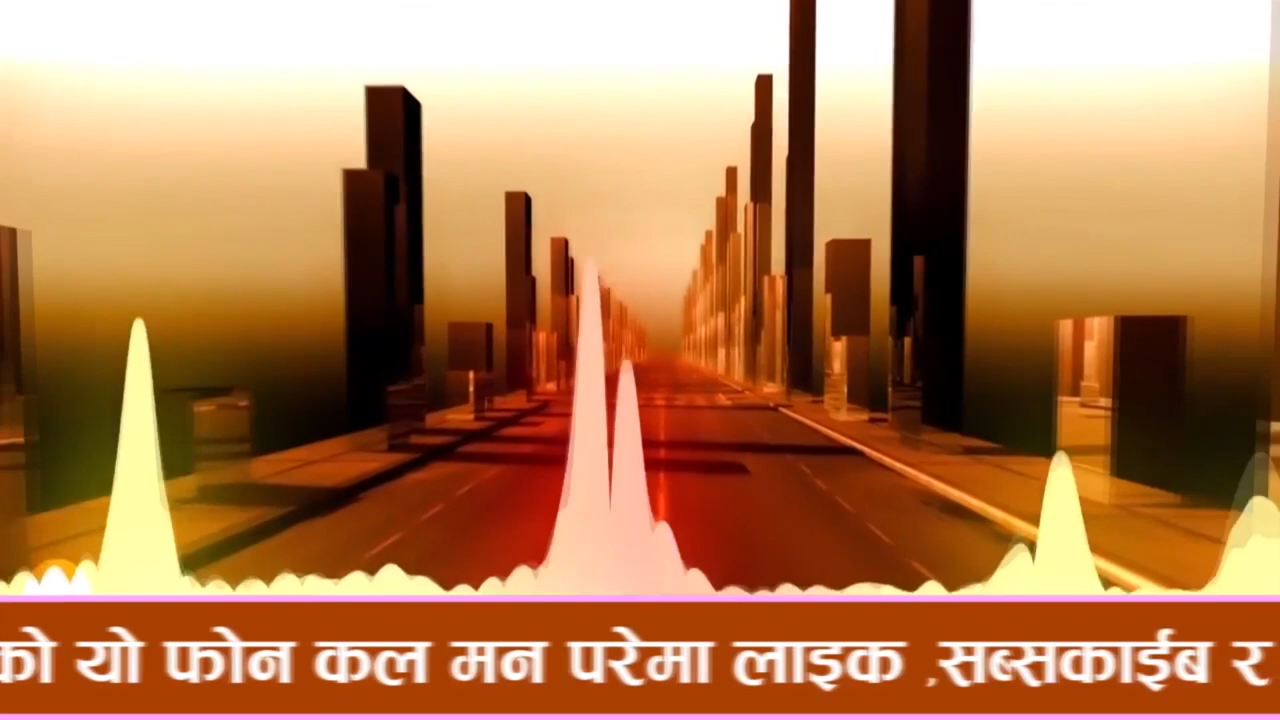 को यो फोन कल मन परेमा लाइक ,सब्सकाईब र